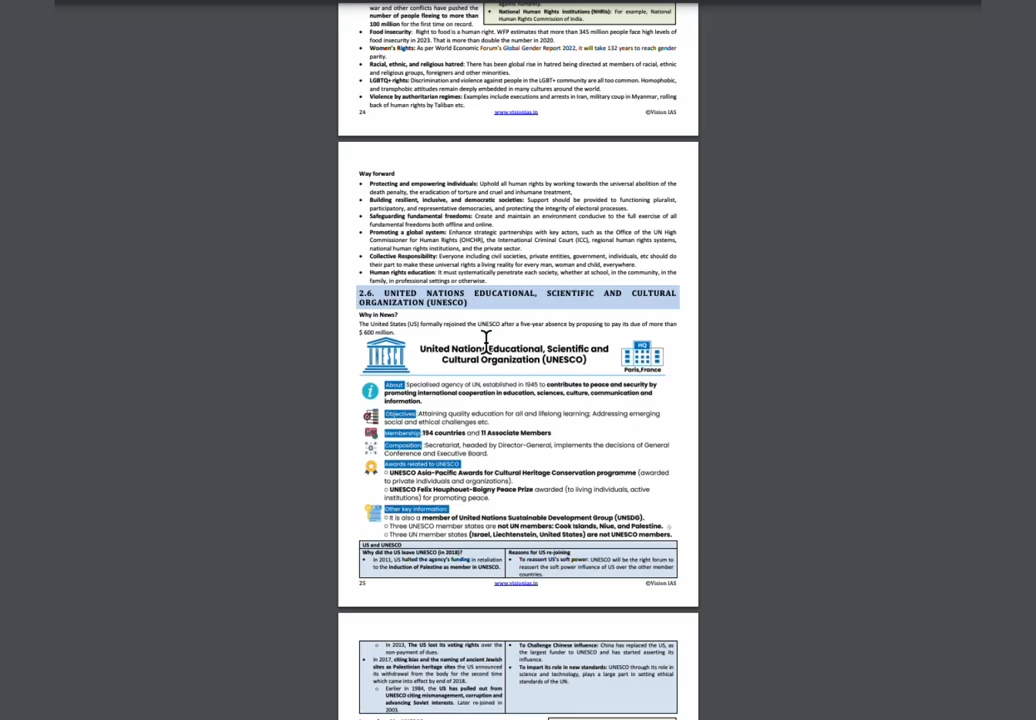 war and other conflicts have pushed the
number of people fleeing to more than
100 million for the first time on record.
against humanity.
• National Human Rights Institutions (NHRIs): For example, National
Human Rights Commission of India.
• Food insecurity: Right to food is a human right. WFP estimates that more than 345 million people face high levels of
food insecurity in 2023. That is more than double the number in 2020.
• Women's Rights: As per World Economic Forum's Global Gender Report 2022, it will take 132 years to reach gender
parity.
• Racial, ethnic, and religious hatred: There has been global rise in hatred being directed at members of racial, ethnic
and religious groups, foreigners and other minorities.
• LGBTQ+ rights: Discrimination and violence against people in the LGBT+ community are all too common. Homophobic,
and transphobic attitudes remain deeply embedded in many cultures around the world.
• Violence by authoritarian regimes: Examples include executions and arrests in Iran, military coup in Myanmar, rolling
back of human rights by Taliban etc.
24 www.visionias.in ©Vision IAS
Way forward
• Protecting and empowering individuals: Uphold all human rights by working towards the universal abolition of the
death penalty, the eradication of torture and cruel and inhumane treatment,
• Building resilient, inclusive, and democratic societies: Support should be provided to functioning pluralist,
participatory, and representative democracies, and protecting the integrity of electoral processes.
• Safeguarding fundamental freedoms: Create and maintain an environment conducive to the full exercise of all
fundamental freedoms both offline and online.
• Promoting a global system: Enhance strategic partnerships with key actors, such as the Office of the UN High
Commissioner for Human Rights (OHCHR), the International Criminal Court (ICC), regional human rights systems,
national human rights institutions, and the private sector.
• Collective Responsibility: Everyone including civil societies, private entities, government, individuals, etc should do
their part to make these universal rights a living reality for every man, woman and child, everywhere.
• Human rights education: It must systematically penetrate each society, whether at school, in the community, in the
family, in professional settings or otherwise.
2.6. UNITED NATIONS EDUCATIONAL, SCIENTIFIC AND CULTURAL
ORGANIZATION (UNESCO)
Why in News?
The United States (US) formally rejoined the UNESCO after a five-year absence by proposing to pay its due of more than
$ 600 million.
United Nation Educational, Scientific and
Cultural Organization (UNESCO)
HQ
Paris,France
About Specialised agency of UN, established in 1945 to contributes to peace and security by
promoting international cooperation in education, sciences, culture, communication and
information.
Objectives :Attaining quality education for all and lifelong learning; Addressing emerging
social and ethical challenges etc.
Membership 194 countries and 11 Associate Members
Composition :Secretariat, headed by Director-General, implements the decisions of General
Conference and Executive Board.
Awards related to UNESCO
○ UNESCO Asia-Pacific Awards for Cultural Heritage Conservation programme (awarded
to private individuals and organizations).
○ UNESCO Felix Houphouet-Boigny Peace Prize awarded (to living individuals, active
institutions) for promoting peace.
Other key information:
○ It is also a member of United Nations Sustainable Development Group (UNSDG).
○ Three UNESCO member states are not UN members: Cook Islands, Niue, and Palestine.
○ Three UN member states (Israel, Liechtenstein, United States) are not UNESCO members.
US and UNESCO
Why did the US leave UNESCO (in 2018)?
• In 2011, US halted the agency's funding in retaliation
to the induction of Palestine as member in UNESCO.
Reasons for US re-joining
• To reassert US's soft power: UNESCO will be the right forum to
reassert the soft power influence of US over the other member
countries.
25 www.visionias.in ©Vision IAS
○ In 2013, The US lost its voting rights over the
non-payment of dues.
• In 2017, citing bias and the naming of ancient Jewish
sites as Palestinian heritage sites the US announced
its withdrawal from the body for the second time
which came into effect by end of 2018.
○ Earlier in 1984, the US has pulled out from
UNESCO citing mismanagement, corruption and
advancing Soviet interests. Later re-joined in
2003.
• To Challenge Chinese influence: China has replaced the US, as
the largest funder to UNESCO and has started asserting its
influence.
• To impart its role in new standards: UNESCO through its role in
science and technology, plays a large part in setting ethical
standards of the UN.